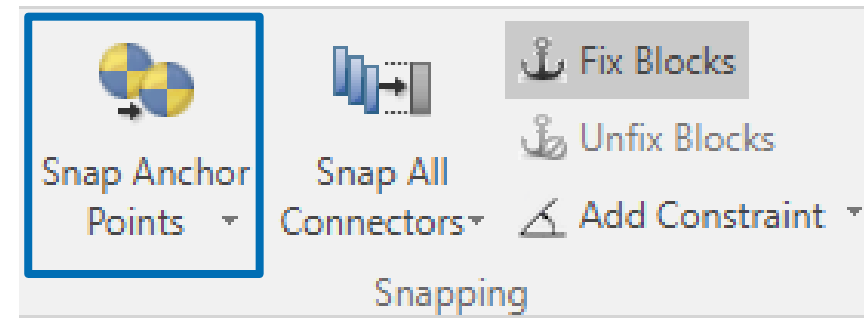 Snap Anchor
Points
Snap All
Connectors
Fix Blocks
Unfix Blocks
Add Constraint
Snapping